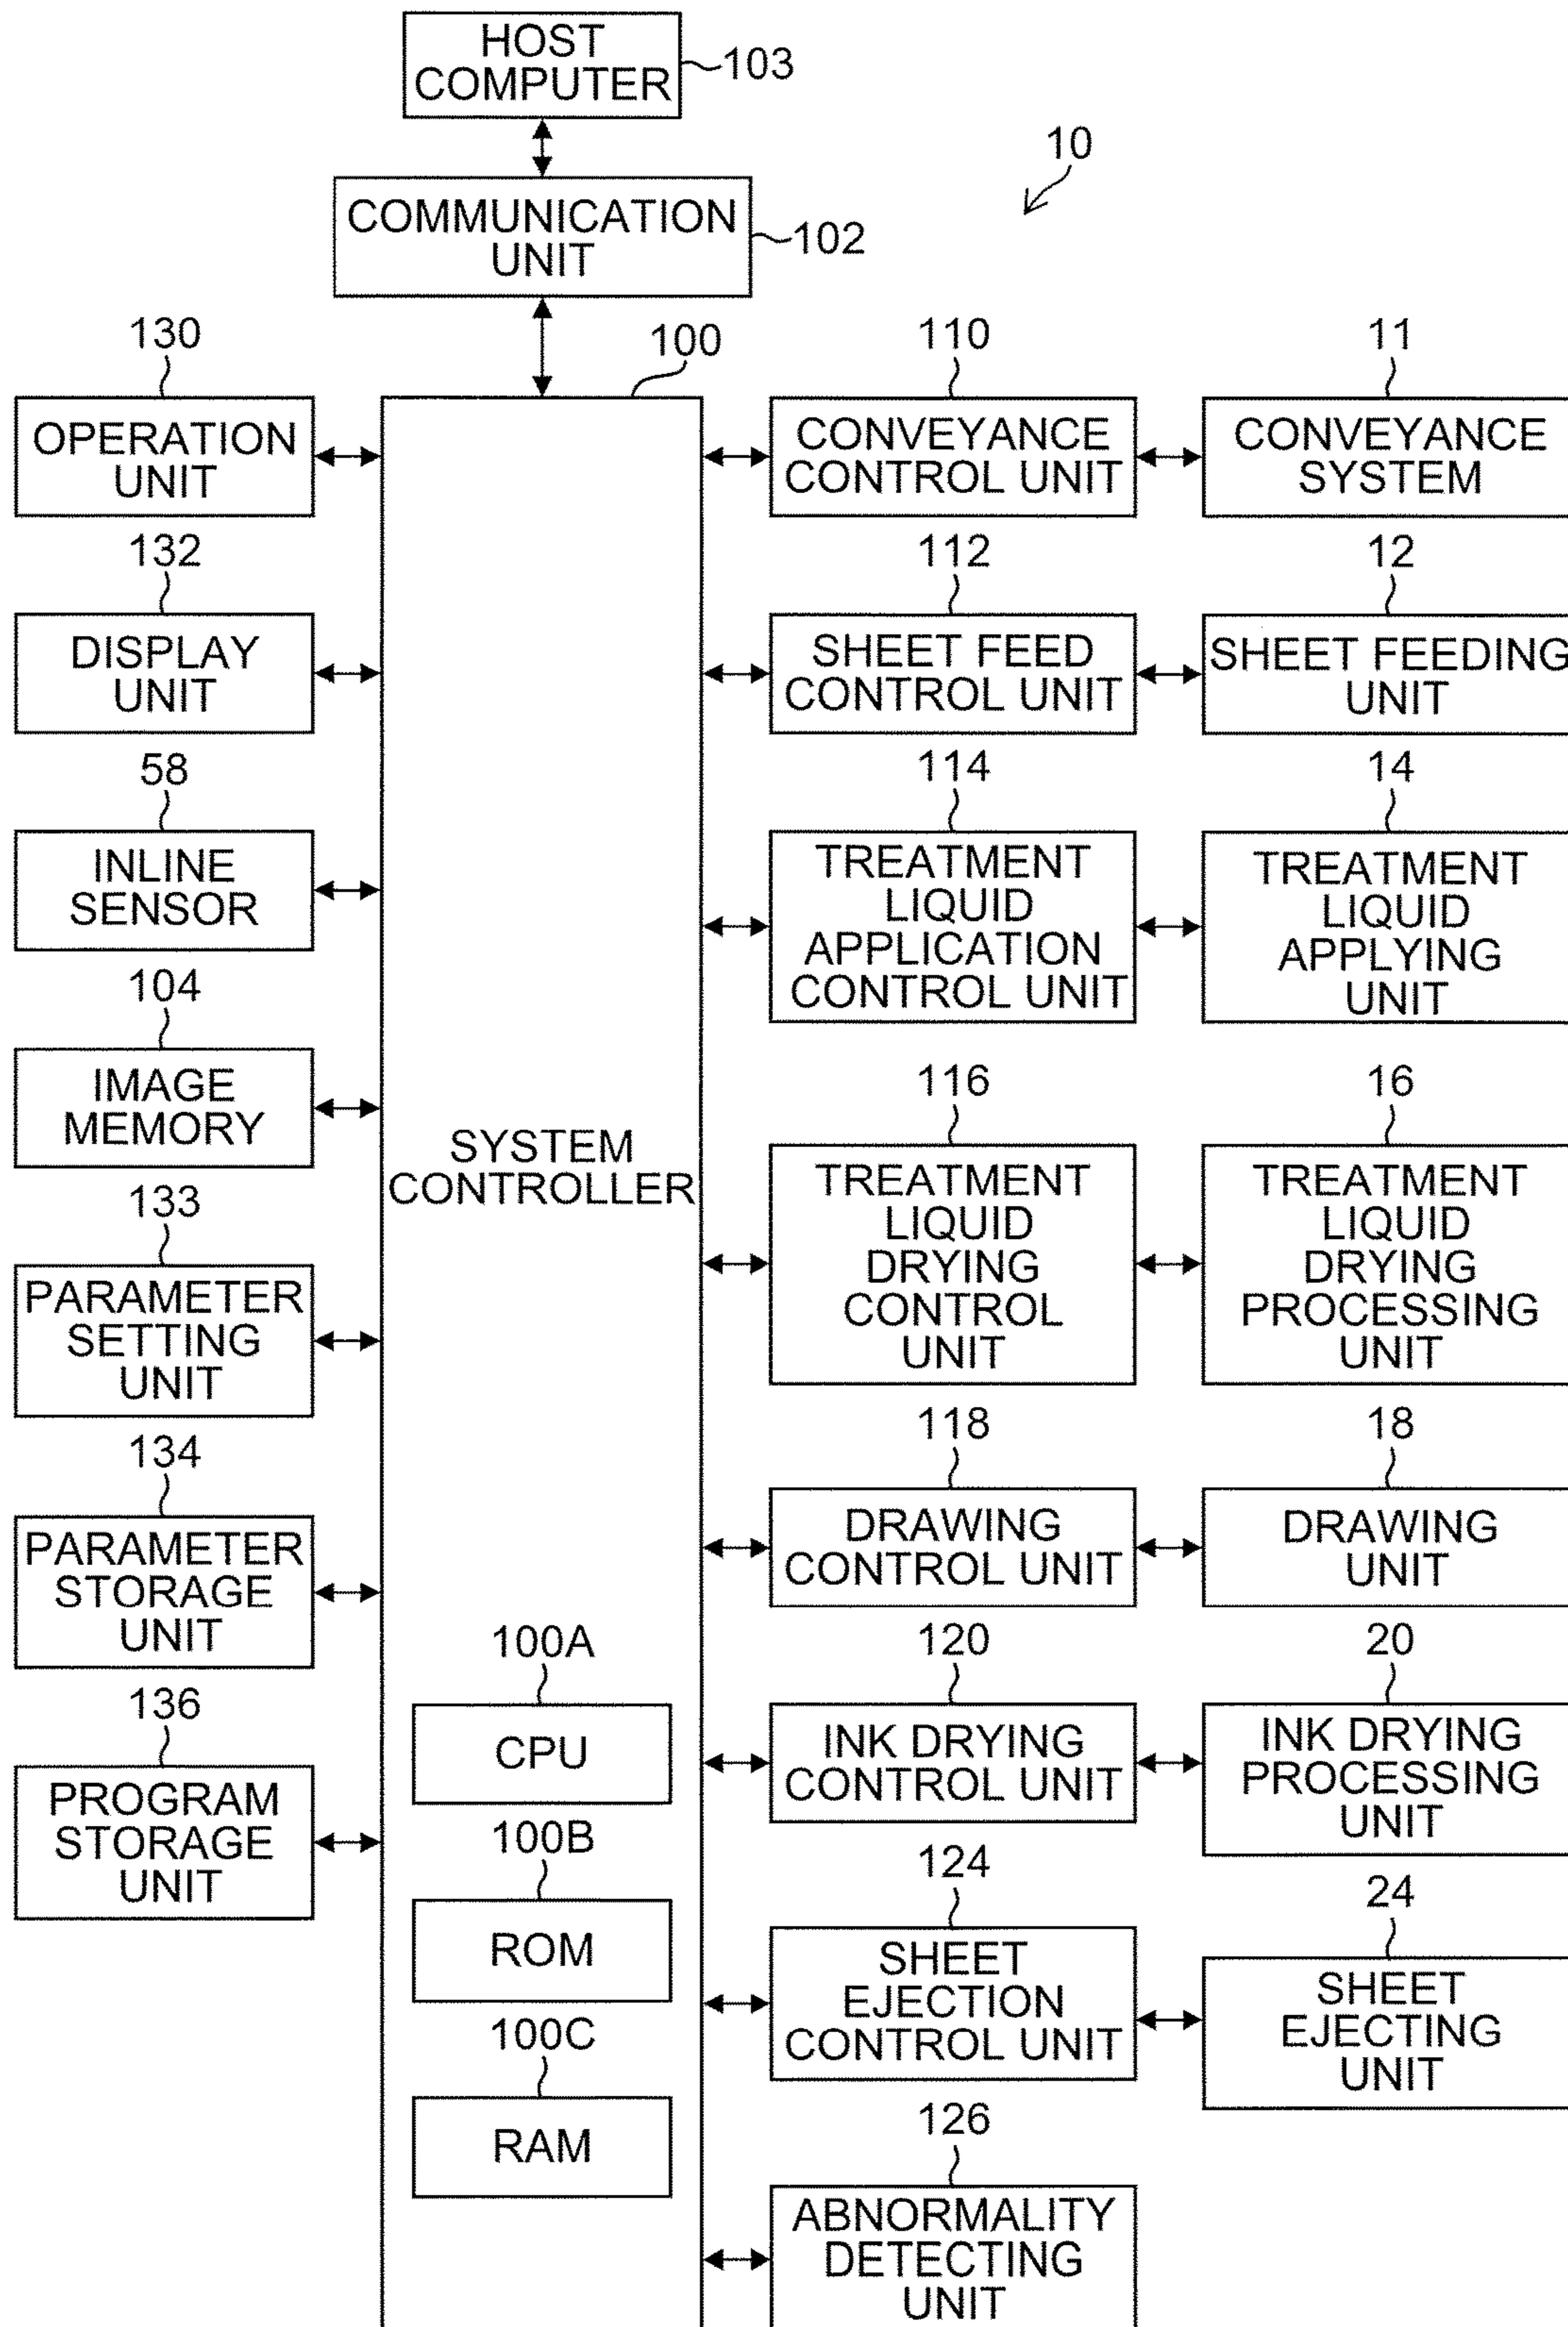 HOST
COMPUTER
103
10
COMMUNICATION
UNIT
102
130
100
110
11
OPERATION
UNIT
CONVEYANCE
CONTROL UNIT
CONVEYANCE
SYSTEM
132
112
12
DISPLAY
UNIT
SHEET FEED
CONTROL UNIT
SHEET FEEDING
UNIT
58
114
14
INLINE
SENSOR
TREATMENT
LIQUID
APPLICATION
CONTROL UNIT
TREATMENT
LIQUID
APPLYING
UNIT
104
IMAGE
MEMORY
116
16
SYSTEM
CONTROLLER
TREATMENT
LIQUID
DRYING
CONTROL
UNIT
TREATMENT
LIQUID
DRYING
PROCESSING
UNIT
133
PARAMETER
SETTING
UNIT
134
118
18
PARAMETER
STORAGE
UNIT
DRAWING
CONTROL UNIT
DRAWING
UNIT
136
100A
120
20
PROGRAM
STORAGE
UNIT
CPU
INK DRYING
CONTROL UNIT
INK DRYING
PROCESSING
UNIT
100B
124
24
ROM
SHEET
EJECTION
CONTROL UNIT
SHEET
EJECTING
UNIT
100C
RAM
126
ABNORMALITY
DETECTING
UNIT